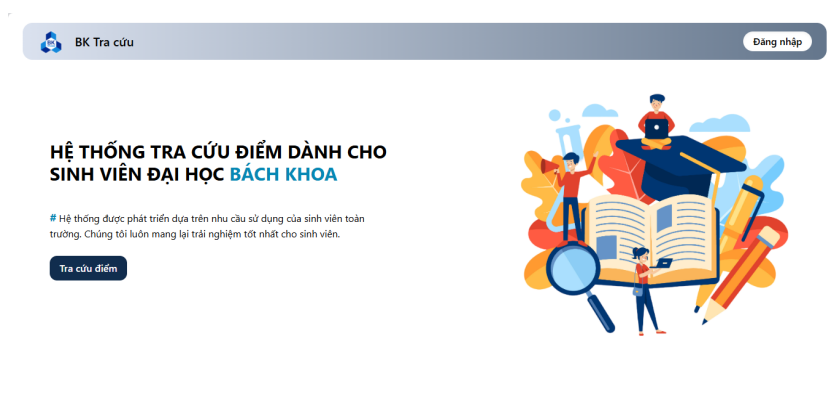 BK
BK Tra cứu
Đăng nhập
HỆ THỐNG TRA CỨU ĐIỂM DÀNH CHO
SINH VIÊN ĐẠI HỌC BÁCH KHOA
# Hệ thống được phát triển dựa trên nhu cầu sử dụng của sinh viên toàn
trường. Chúng tôi luôn mang lại trải nghiệm tốt nhất cho sinh viên.
Tra cứu điểm